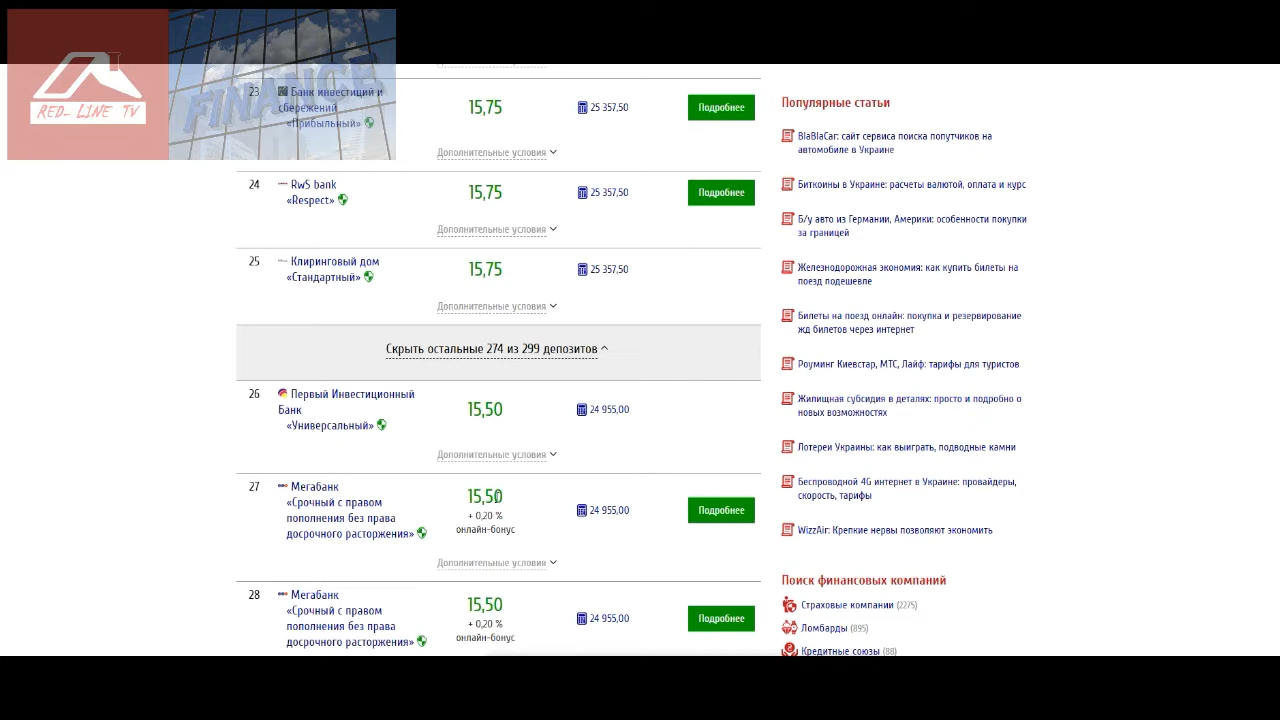 RED- LINE TV
FINANCE
23 Банк инвестиций и
сбережений
«Прибыльный»
15,75
25 357,50
Подробнее
Дополнительные условия
24 RwS bank
«Respect»
15,75
25 357,50
Подробнее
Дополнительные условия
25 Клиринговый дом
«Стандартный»
15,75
25 357,50
Дополнительные условия
Скрыть остальные 274 из 299 депозитов
26 Первый Инвестиционный
Банк
«Универсальный»
15,50
24 955,00
Дополнительные условия
27 Мегабанк
«Срочный с правом
пополнения без права
досрочного расторжения»
15,50
+ 0,20 %
онлайн-бонус
24 955,00
Подробнее
Дополнительные условия
28 Мегабанк
«Срочный с правом
пополнения без права
досрочного расторжения»
15,50
+ 0,20 %
онлайн-бонус
24 955,00
Подробнее
Популярные статьи
BlaBlaCar: сайт сервиса поиска попутчиков на
автомобиле в Украине
Биткоины в Украине: расчеты валютой, оплата и курс
Б/у авто из Германии, Америки: особенности покупки
за границей
Железнодорожная экономия: как купить билеты на
поезд подешевле
Билеты на поезд онлайн: покупка и резервирование
жд билетов через интернет
Роуминг Киевстар, МТС, Лайф: тарифы для туристов
Жилищная субсидия в деталях: просто и подробно о
новых возможностях
Лотереи Украины: как выиграть, подводные камни
Беспроводной 4G интернет в Украине: провайдеры,
скорость, тарифы
WizzAir: Крепкие нервы позволяют экономить
Поиск финансовых компаний
Страховые компании (2275)
Ломбарды (895)
Кредитные союзы (88)